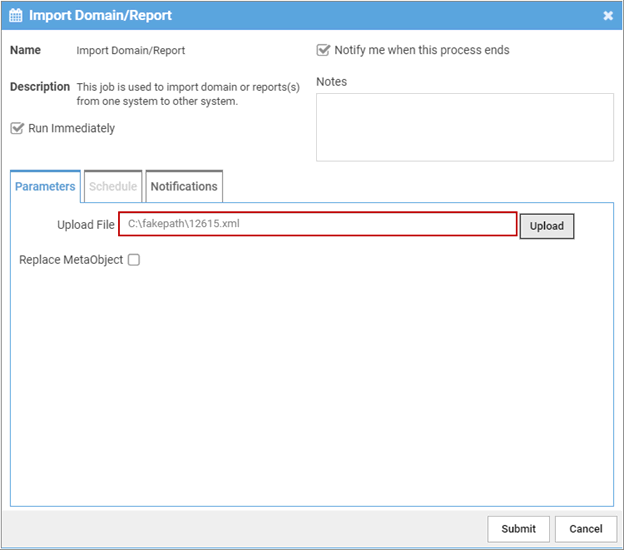 Import Domain/Report
Name Import Domain/Report
Notify me when this process ends
Description This job is used to import domain or reports(s)
from one system to other system.
Notes
Run Immediately
Parameters Schedule Notifications
Upload File C:\fakepath\12615.xml Upload
Replace MetaObject
Submit Cancel